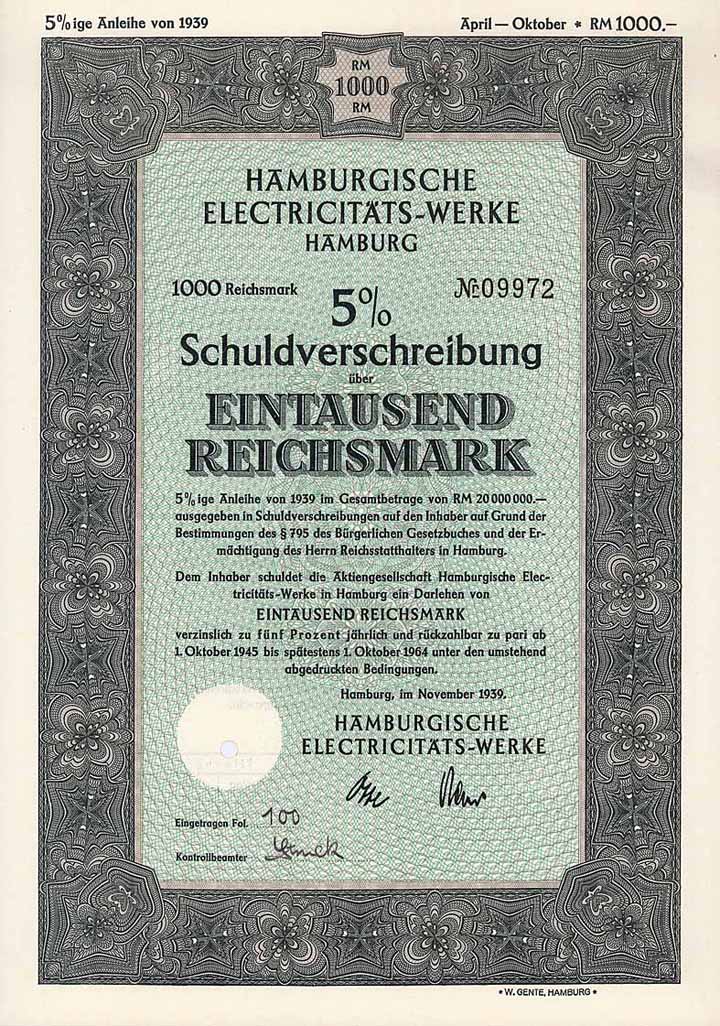 5% ige Anleihe von 1939
April — Oktober * RM 1000.–
RM
1000
RM
HAMBURGISCHE
ELECTRICITÄTS-WERKE
HAMBURG
1000 Reichsmark
№ 09972
5%
Schuldverschreibung
über
EINTAUSEND
REICHSMARK
5% ige Anleihe von 1939 im Gesamtbetrage von RM 20 000 000.—
ausgegeben in Schuldverschreibungen auf den Inhaber auf Grund der
Bestimmungen des § 795 des Bürgerlichen Gesetzbuches und der Er-
mächtigung des Herrn Reichsstatthalters in Hamburg.
Dem Inhaber schuldet die Aktiengesellschaft Hamburgische Elec-
tricitäts-Werke in Hamburg ein Darlehen von
EINTAUSEND REICHSMARK
verzinslich zu fünf Prozent jährlich und rückzahlbar zu pari ab
1. Oktober 1945 bis spätestens 1. Oktober 1964 unter den umstehend
abgedruckten Bedingungen.
Hamburg, im November 1939.
HAMBURGISCHE
ELECTRICITÄTS-WERKE
Eingetragen Fol. 100
Kontrollbeamter
* W. GENTE, HAMBURG *